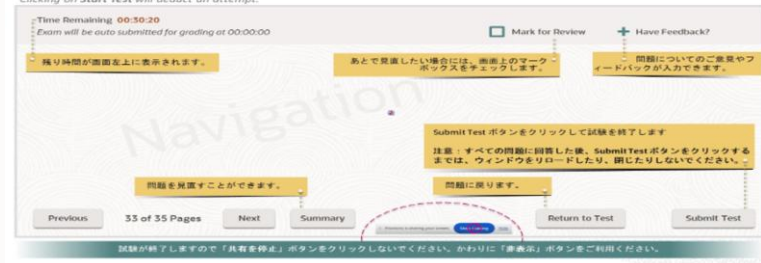 Clicking on Start Test will deduct an attempt.
Time Remaining 00:50:20
Exam will be auto submitted for grading at 00:00:00
Mark for Review
Have Feedback?
残り時間が画面左上に表示されます。
あとで見直したい場合には、画面上のマーク
ボックスをチェックします。
問題についてのご意見やフ
ィードバックが入力できます。
Navigation
Submit Test ボタンをクリックして試験を終了します
注意：すべての問題に回答した後、Submit Test ボタンをクリックする
までは、ウィンドウをリロードしたり、閉じたりしないでください。
問題を見直すことができます。
問題に戻ります。
Previous
33 of 35 Pages
Next
Summary
Return to Test
Submit Test
試験が終了しますので「共有を停止」ボタンをクリックしないでください。かわりに「非表示」ボタンをご利用ください。